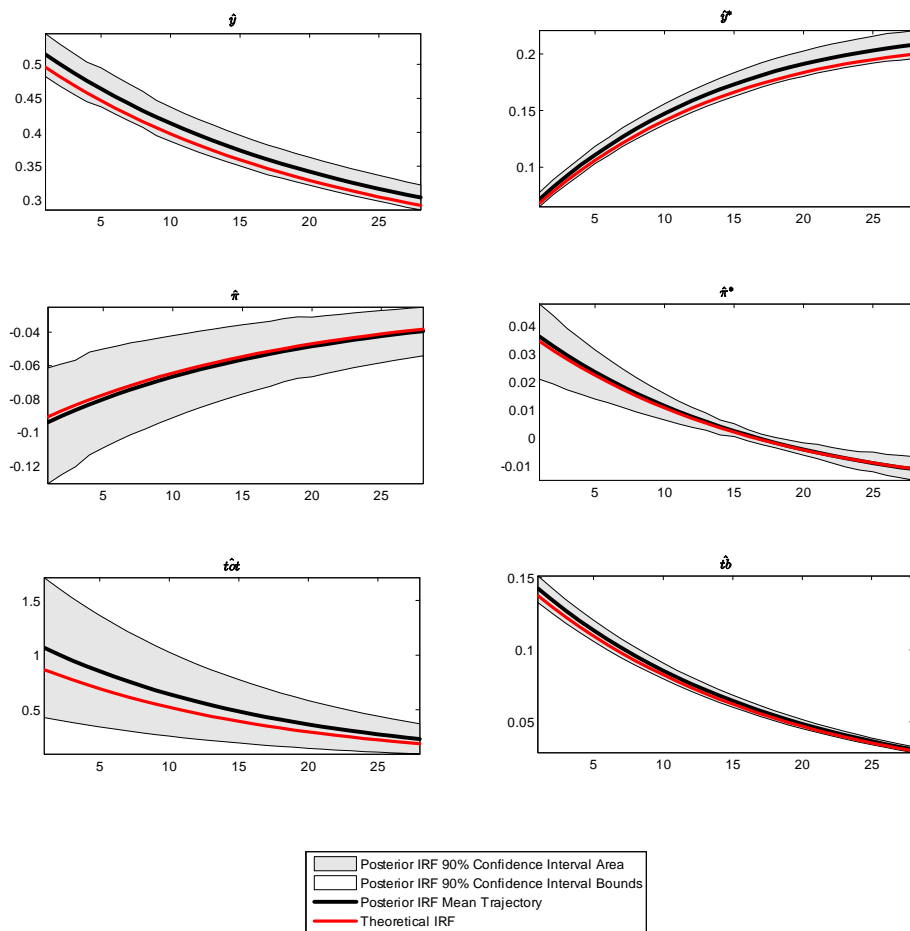 ŷ
0.5
0.45
0.4
0.35
0.3
5 10 15 20 25
ŷ*
0.2
0.15
0.1
5 10 15 20 25
π̂
-0.04
-0.06
-0.08
-0.1
-0.12
5 10 15 20 25
π̂*
0.04
0.03
0.02
0.01
0
-0.01
5 10 15 20 25
tôt
1.5
1
0.5
5 10 15 20 25
t̂b
0.15
0.1
0.05
5 10 15 20 25
Posterior IRF 90% Confidence Interval Area
Posterior IRF 90% Confidence Interval Bounds
Posterior IRF Mean Trajectory
Theoretical IRF